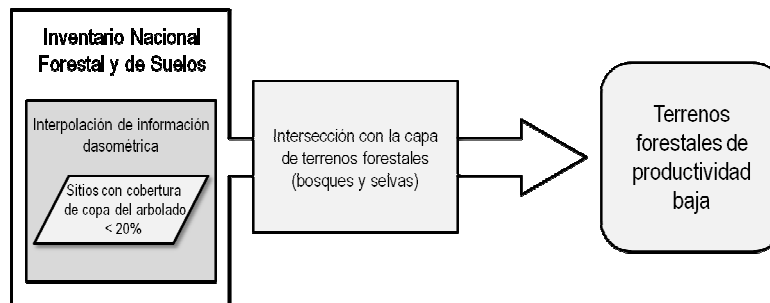 Inventario Nacional
Forestal y de Suelos
Interpolación de información
dasométrica
Sitios con cobertura
de copa del arbolado
< 20%
Intersección con la capa
de terrenos forestales
(bosques y selvas)
Terrenos
forestales de
productividad
baja